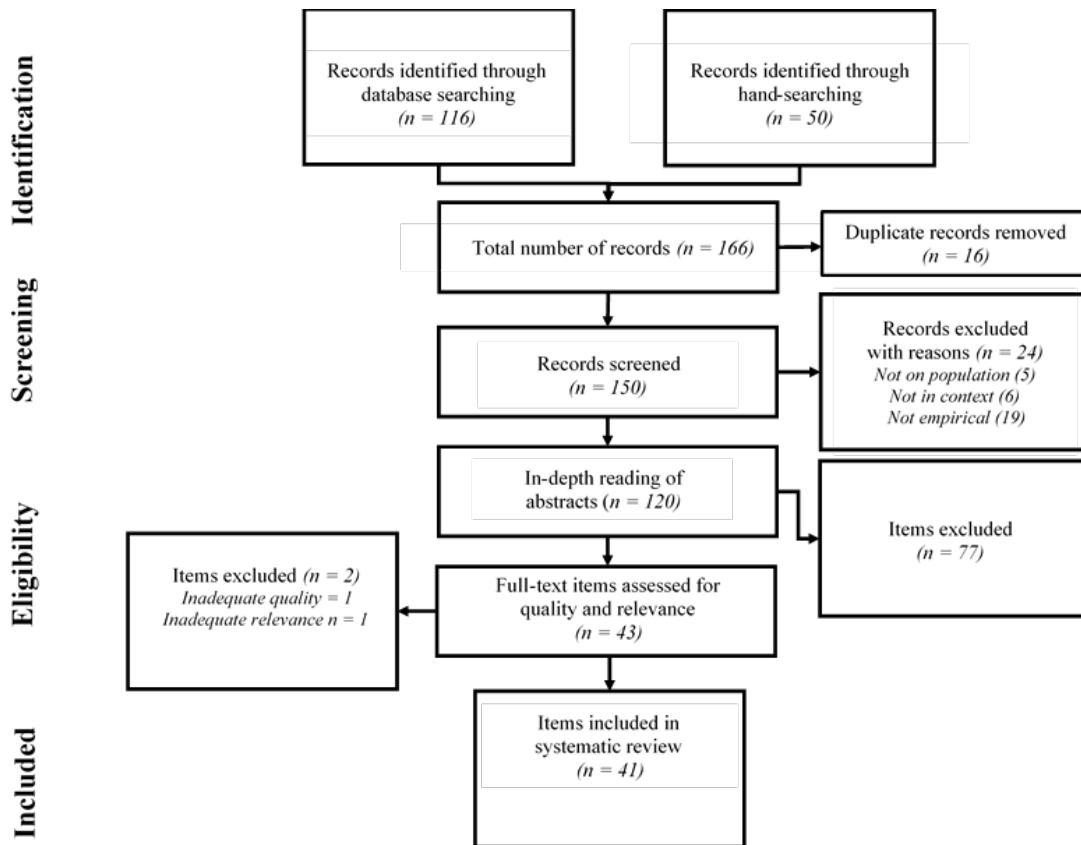 Identification
Records identified through
database searching
(n = 116)
Records identified through
hand-searching
(n = 50)
Total number of records (n = 166)
Duplicate records removed
(n = 16)
Screening
Records screened
(n = 150)
Records excluded
with reasons (n = 24)
Not on population (5)
Not in context (6)
Not empirical (19)
Eligibility
In-depth reading of
abstracts (n = 120)
Items excluded
(n = 77)
Full-text items assessed for
quality and relevance
(n = 43)
Items excluded (n = 2)
Inadequate quality = 1
Inadequate relevance n = 1
Included
Items included in
systematic review
(n = 41)